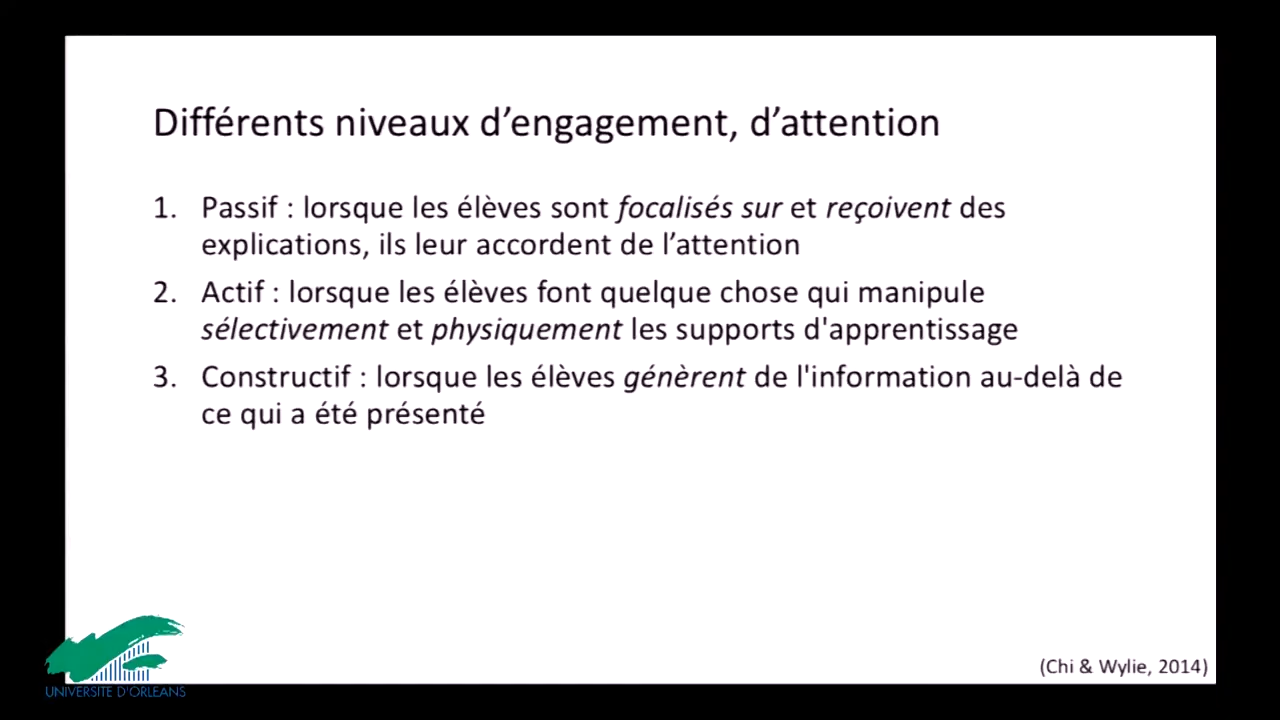 Différents niveaux d’engagement, d’attention
1. Passif : lorsque les élèves sont focalisés sur et reçoivent des
explications, ils leur accordent de l’attention
2. Actif : lorsque les élèves font quelque chose qui manipule
sélectivement et physiquement les supports d'apprentissage
3. Constructif : lorsque les élèves génèrent de l'information au-delà de
ce qui a été présenté
(Chi & Wylie, 2014)
UNIVERSITE D'ORLEANS